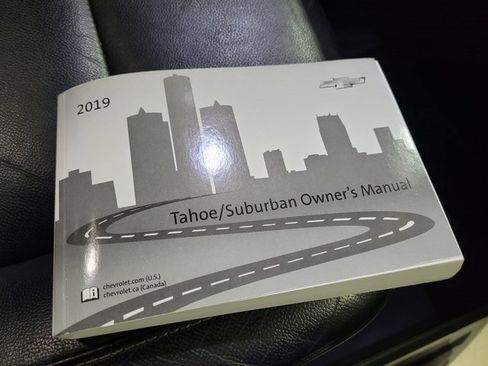 2019
Tahoe/Suburban Owner's Manual
chevrolet.com (U.S.)
chevrolet.ca (Canada)